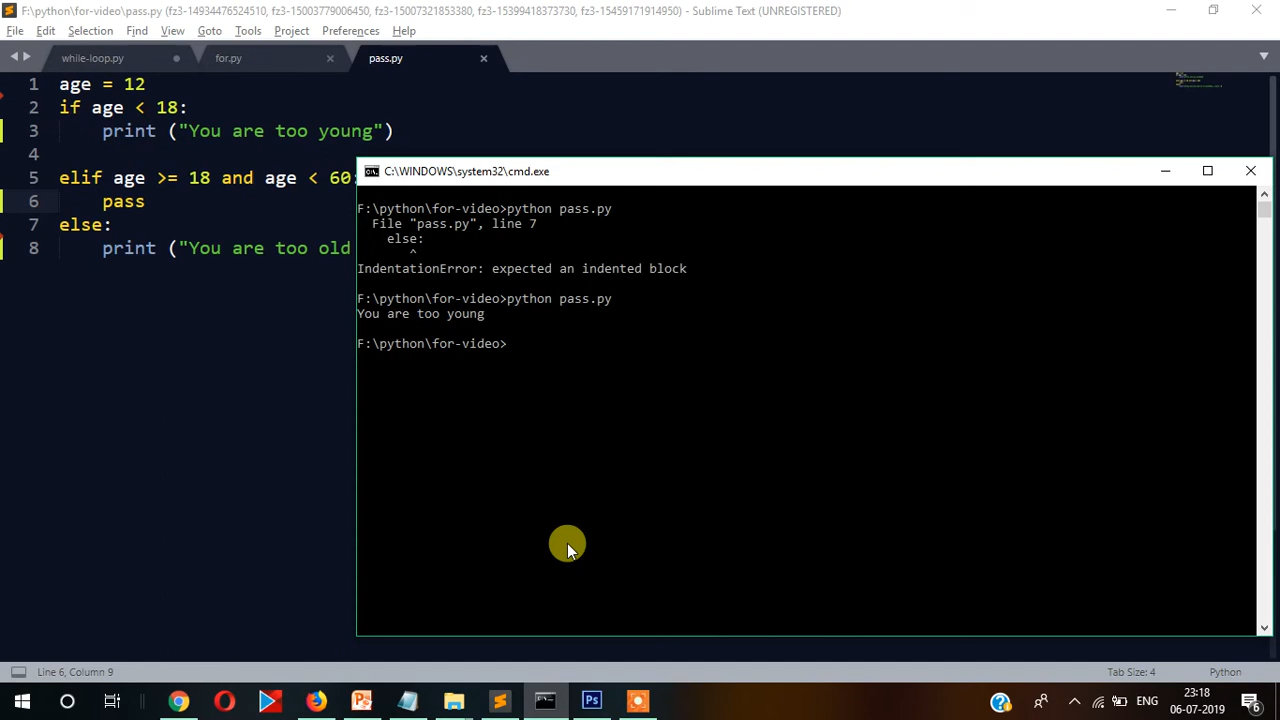 F:\python\for-video\pass.py (fz3-14934476524510, fz3-15003779006450, fz3-15007321353380, fz3-15399418373730, fz3-15459171914950) - Sublime Text (UNREGISTERED)
File Edit Selection Find View Goto Tools Project Preferences Help
while-loop.py for.py pass.py
1 age = 12
2 if age < 18:
3 print ("You are too young")
4
5 elif age >= 18 and age < 60:
6 pass
7 else:
8 print ("You are too old
C:\WINDOWS\system32\cmd.exe
F:\python\for-video>python pass.py
File "pass.py", line 7
else:
^
IndentationError: expected an indented block
F:\python\for-video>python pass.py
You are too young
F:\python\for-video>
Line 6, Column 9 Tab Size: 4 Python
ENG
23:18
06-07-2019
6